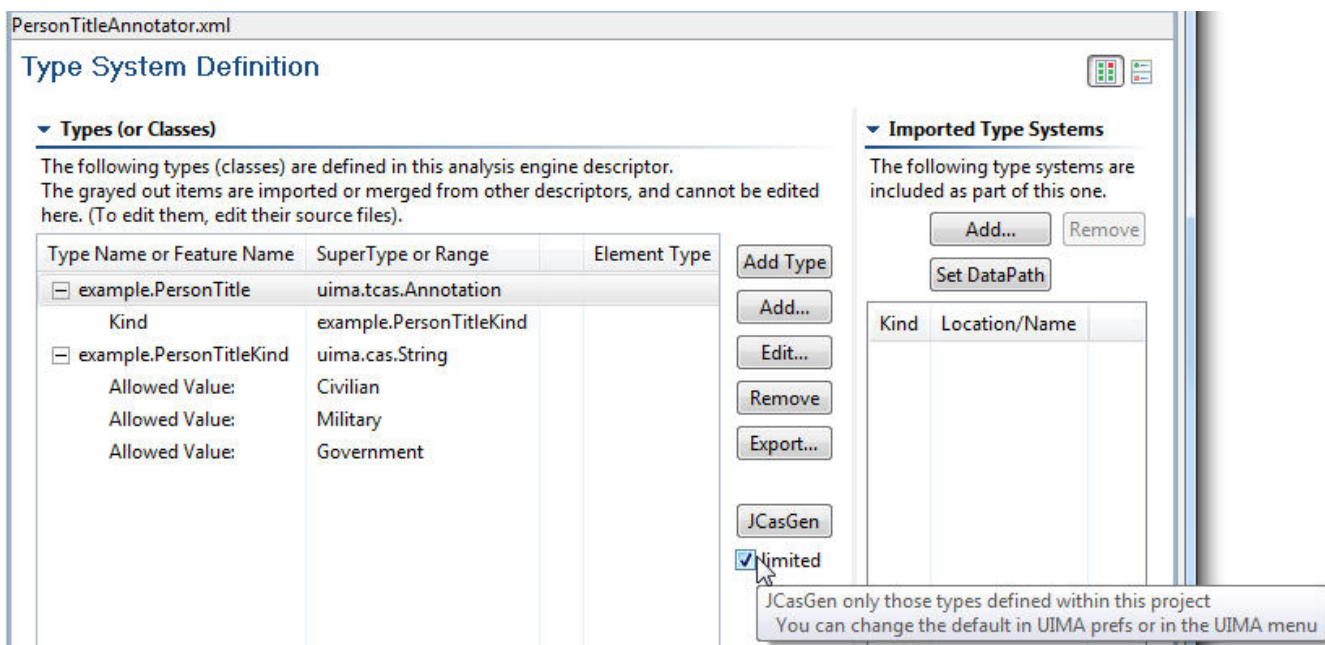 PersonTitleAnnotator.xml
Type System Definition
Types (or Classes)
The following types (classes) are defined in this analysis engine descriptor.
The grayed out items are imported or merged from other descriptors, and cannot be edited
here. (To edit them, edit their source files).
Type Name or Feature Name SuperType or Range Element Type
example.PersonTitle uima.tcas.Annotation
Kind example.PersonTitleKind
example.PersonTitleKind uima.cas.String
Allowed Value: Civilian
Allowed Value: Military
Allowed Value: Government
Add Type
Add...
Edit...
Remove
Export...
JCasGen
limited
Imported Type Systems
The following type systems are
included as part of this one.
Add... Remove
Set DataPath
Kind Location/Name
JCasGen only those types defined within this project
You can change the default in UIMA prefs or in the UIMA menu